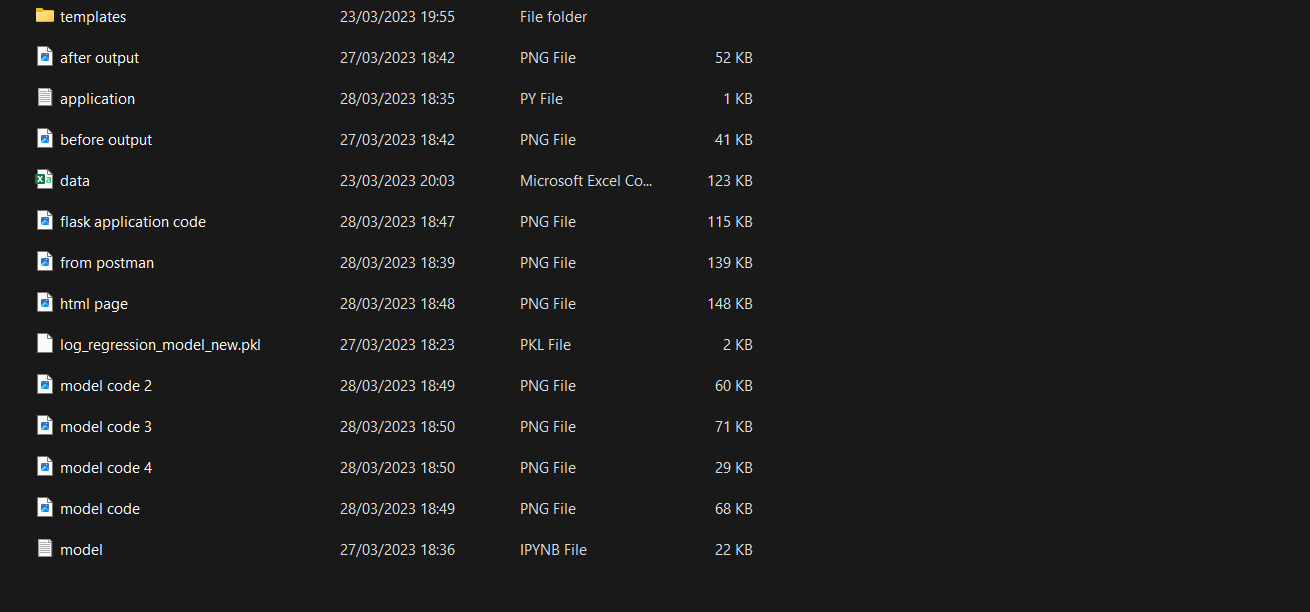 templates 23/03/2023 19:55 File folder
after output 27/03/2023 18:42 PNG File 52 KB
application 28/03/2023 18:35 PY File 1 KB
before output 27/03/2023 18:42 PNG File 41 KB
data 23/03/2023 20:03 Microsoft Excel Co... 123 KB
flask application code 28/03/2023 18:47 PNG File 115 KB
from postman 28/03/2023 18:39 PNG File 139 KB
html page 28/03/2023 18:48 PNG File 148 KB
log_regression_model_new.pkl 27/03/2023 18:23 PKL File 2 KB
model code 2 28/03/2023 18:49 PNG File 60 KB
model code 3 28/03/2023 18:50 PNG File 71 KB
model code 4 28/03/2023 18:50 PNG File 29 KB
model code 28/03/2023 18:49 PNG File 68 KB
model 27/03/2023 18:36 IPYNB File 22 KB